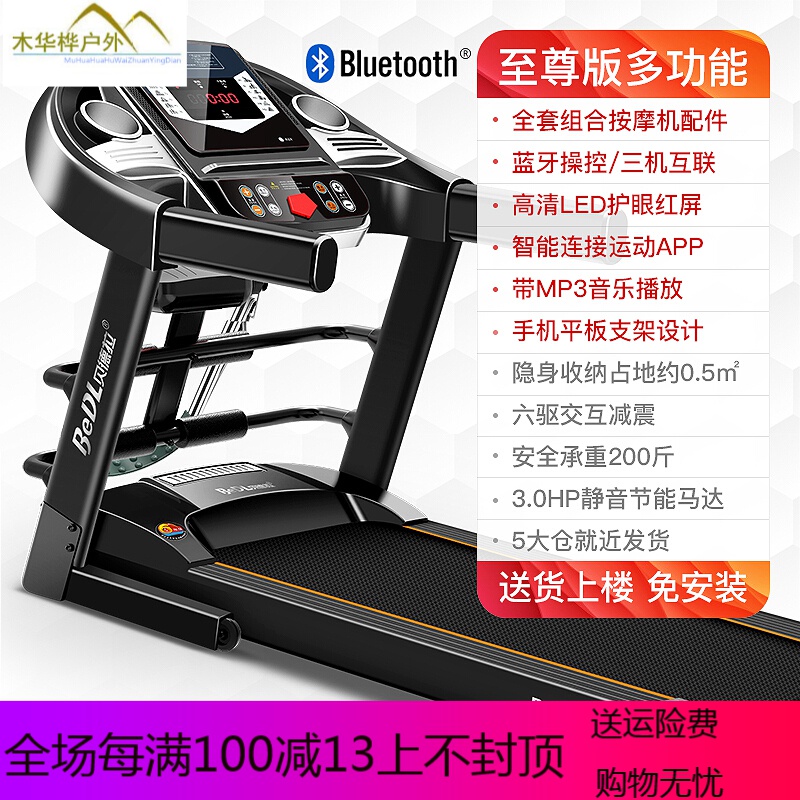 木华桦户外
MuHuaHuaHuWaiZhuanYingDian
Bluetooth®
0:00
至尊版多功能
全套组合按摩机配件
蓝牙操控/三机互联
高清LED护眼红屏
智能连接运动APP
带MP3音乐播放
手机平板支架设计
隐身收纳占地约0.5㎡
六驱交互减震
安全承重200斤
3.0HP静音节能马达
5大仓就近发货
送货上楼 免安装
BeDL贝德拉®
BeDL贝德拉
全场每满100减13上不封顶
送运险费
购物无忧